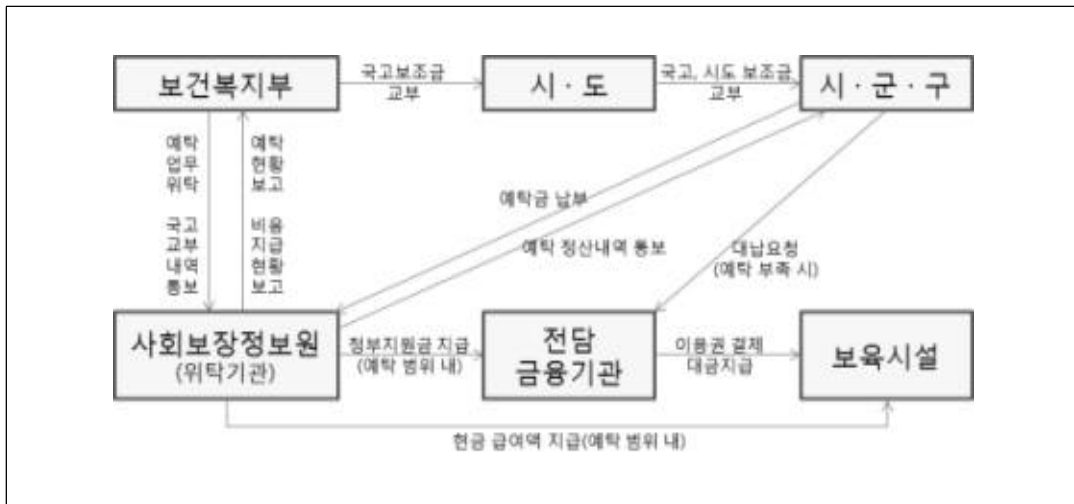 보건복지부
국고보조금
교부
시 · 도
국고, 시도 보조금
교부
시 · 군 · 구
예탁
업무
위탁
국고
교부
내역
통보
예탁
현황
보고
비용
지급
현황
보고
예탁금 납부
예탁 정산내역 통보
대납요청
(예탁 부족 시)
사회보장정보원
(위탁기관)
정부지원금 지급
(예탁 범위 내)
전담
금융기관
이용권 결제
대금지급
보육시설
현금 급여역 지급(예탁 범위 내)